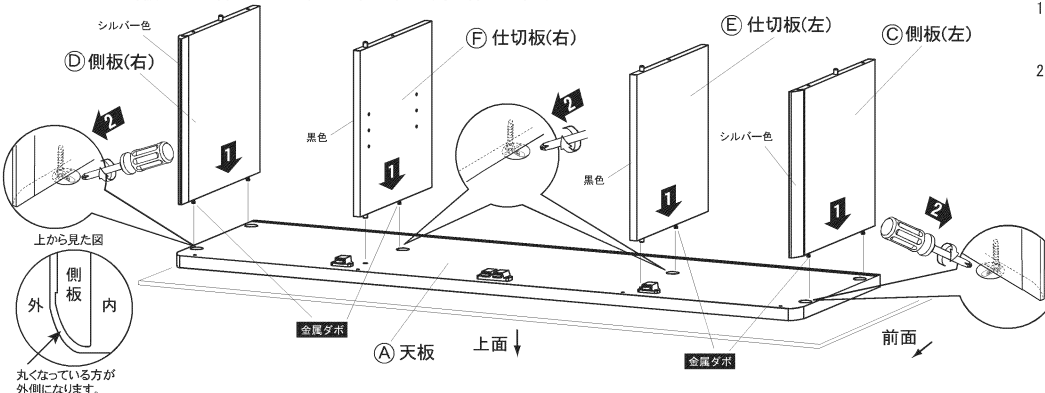 シルバー色
Ⓓ 側板(右)
Ⓕ 仕切板(右)
Ⓔ 仕切板(左)
Ⓒ 側板(左)
1
2
2
2
黒色
黒色
シルバー色
1
1
1
1
2
上から見た図
外
側板
内
丸くなっている方が
外側になります。
金属ダボ
Ⓐ 天板
上面
金属ダボ
前面